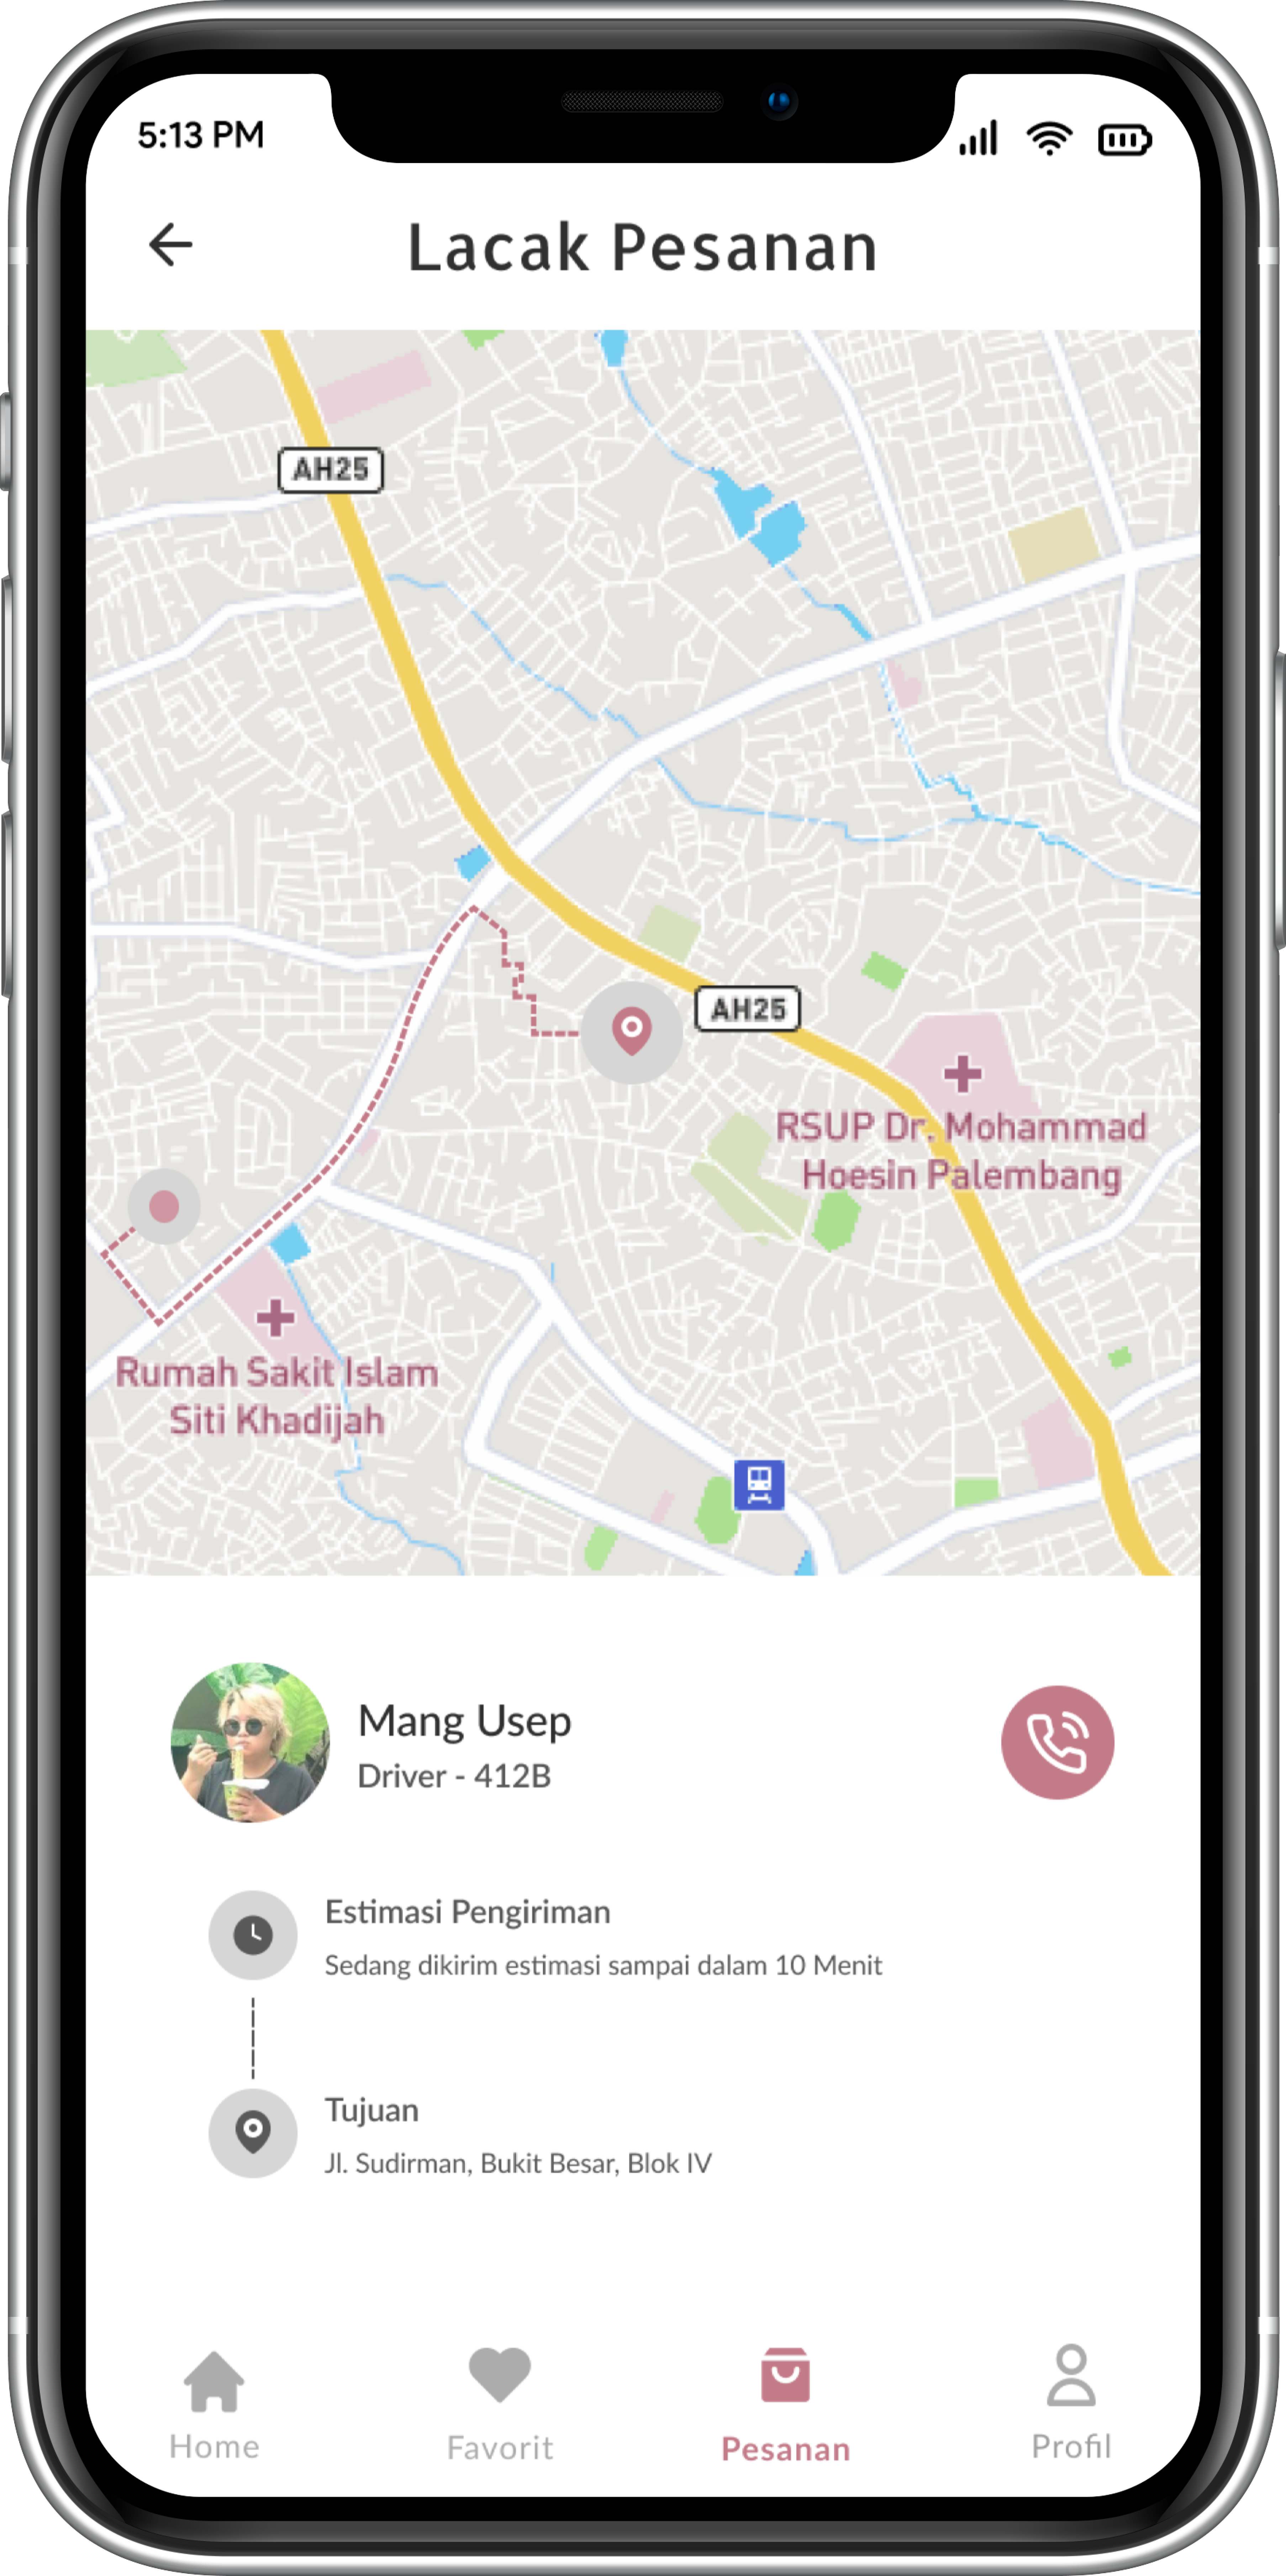 5:13 PM
Lacak Pesanan
AH25
AH25
RSUP Dr. Mohammad
Hoesin Palembang
Rumah Sakit Islam
Siti Khadijah
Mang Usep
Driver - 412B
Estimasi Pengiriman
Sedang dikirim estimasi sampai dalam 10 Menit
Tujuan
Jl. Sudirman, Bukit Besar, Blok IV
Home
Favorit
Pesanan
Profil